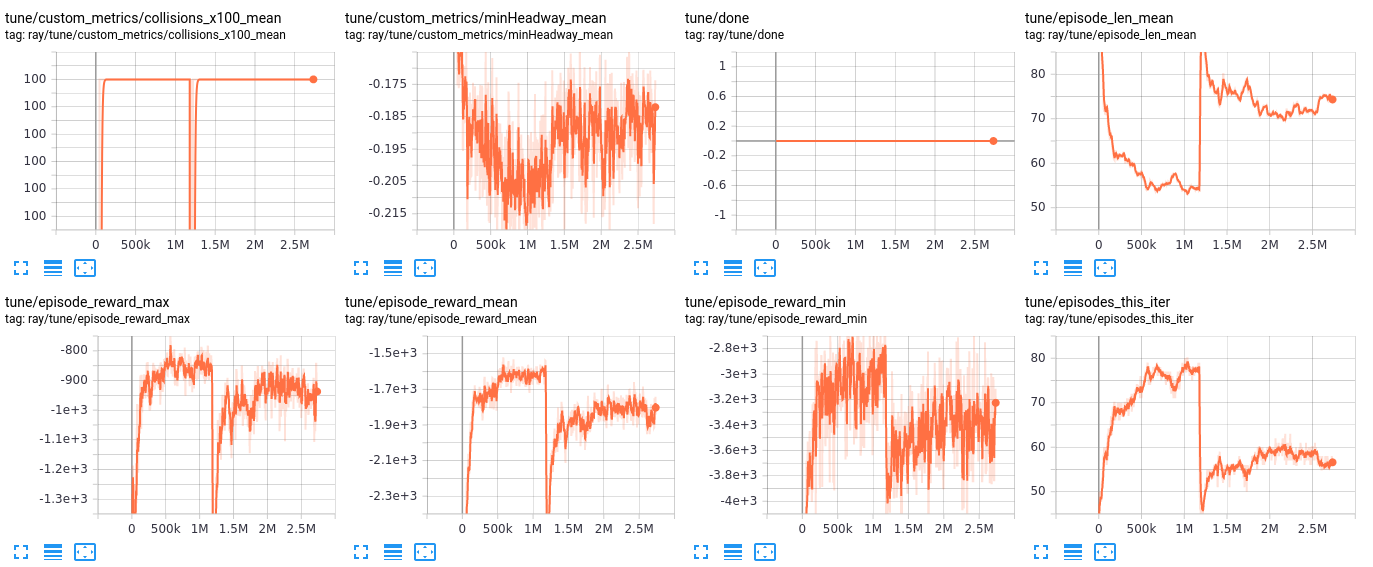 tune/custom_metrics/collisions_x100_mean
tag: ray/tune/custom_metrics/collisions_x100_mean
100
100
100
100
100
100
0 500k 1M 1.5M 2M 2.5M
tune/custom_metrics/minHeadway_mean
tag: ray/tune/custom_metrics/minHeadway_mean
-0.175
-0.185
-0.195
-0.205
-0.215
0 500k 1M 1.5M 2M 2.5M
tune/done
tag: ray/tune/done
1
0.6
0.2
-0.2
-0.6
-1
0 500k 1M 1.5M 2M 2.5M
tune/episode_len_mean
tag: ray/tune/episode_len_mean
80
70
60
50
0 500k 1M 1.5M 2M 2.5M
tune/episode_reward_max
tag: ray/tune/episode_reward_max
-800
-900
-1e+3
-1.1e+3
-1.2e+3
-1.3e+3
0 500k 1M 1.5M 2M 2.5M
tune/episode_reward_mean
tag: ray/tune/episode_reward_mean
-1.5e+3
-1.7e+3
-1.9e+3
-2.1e+3
-2.3e+3
0 500k 1M 1.5M 2M 2.5M
tune/episode_reward_min
tag: ray/tune/episode_reward_min
-2.8e+3
-3e+3
-3.2e+3
-3.4e+3
-3.6e+3
-3.8e+3
-4e+3
0 500k 1M 1.5M 2M 2.5M
tune/episodes_this_iter
tag: ray/tune/episodes_this_iter
80
70
60
50
0 500k 1M 1.5M 2M 2.5M